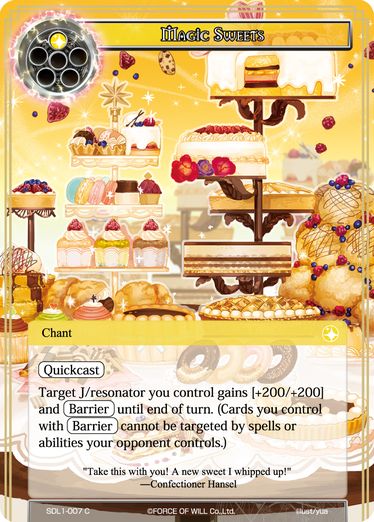 Magic Sweets
Chant
Quickcast
Target J/resonator you control gains [+200/+200]
and Barrier until end of turn. (Cards you control
with Barrier cannot be targeted by spells or
abilities your opponent controls.)
"Take this with you! A new sweet I whipped up!"
—Confectioner Hansel
SDL1-007 C ©FORCE OF WILL Co.,Ltd. illust/yua